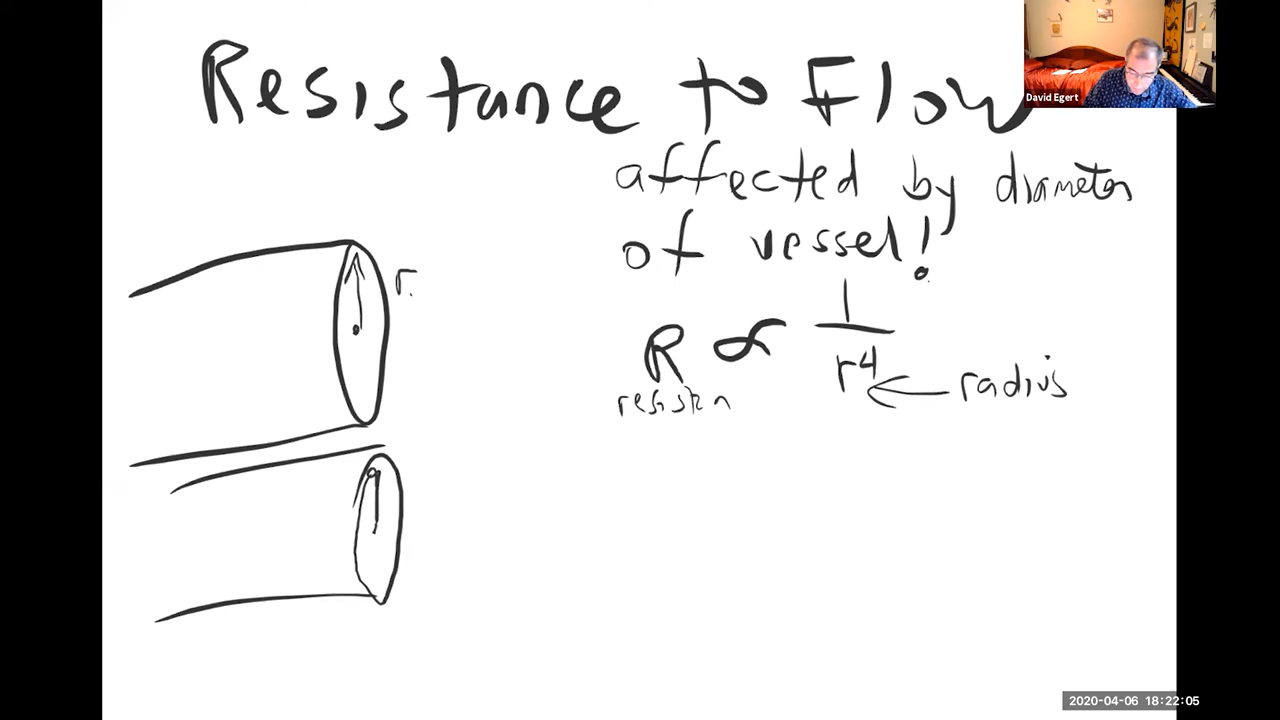 Resistance to Flow
David Egert
affected by diameter
of vessel!
r
R ∝ 1/r⁴ ← radius
2020-04-06 18:22:05